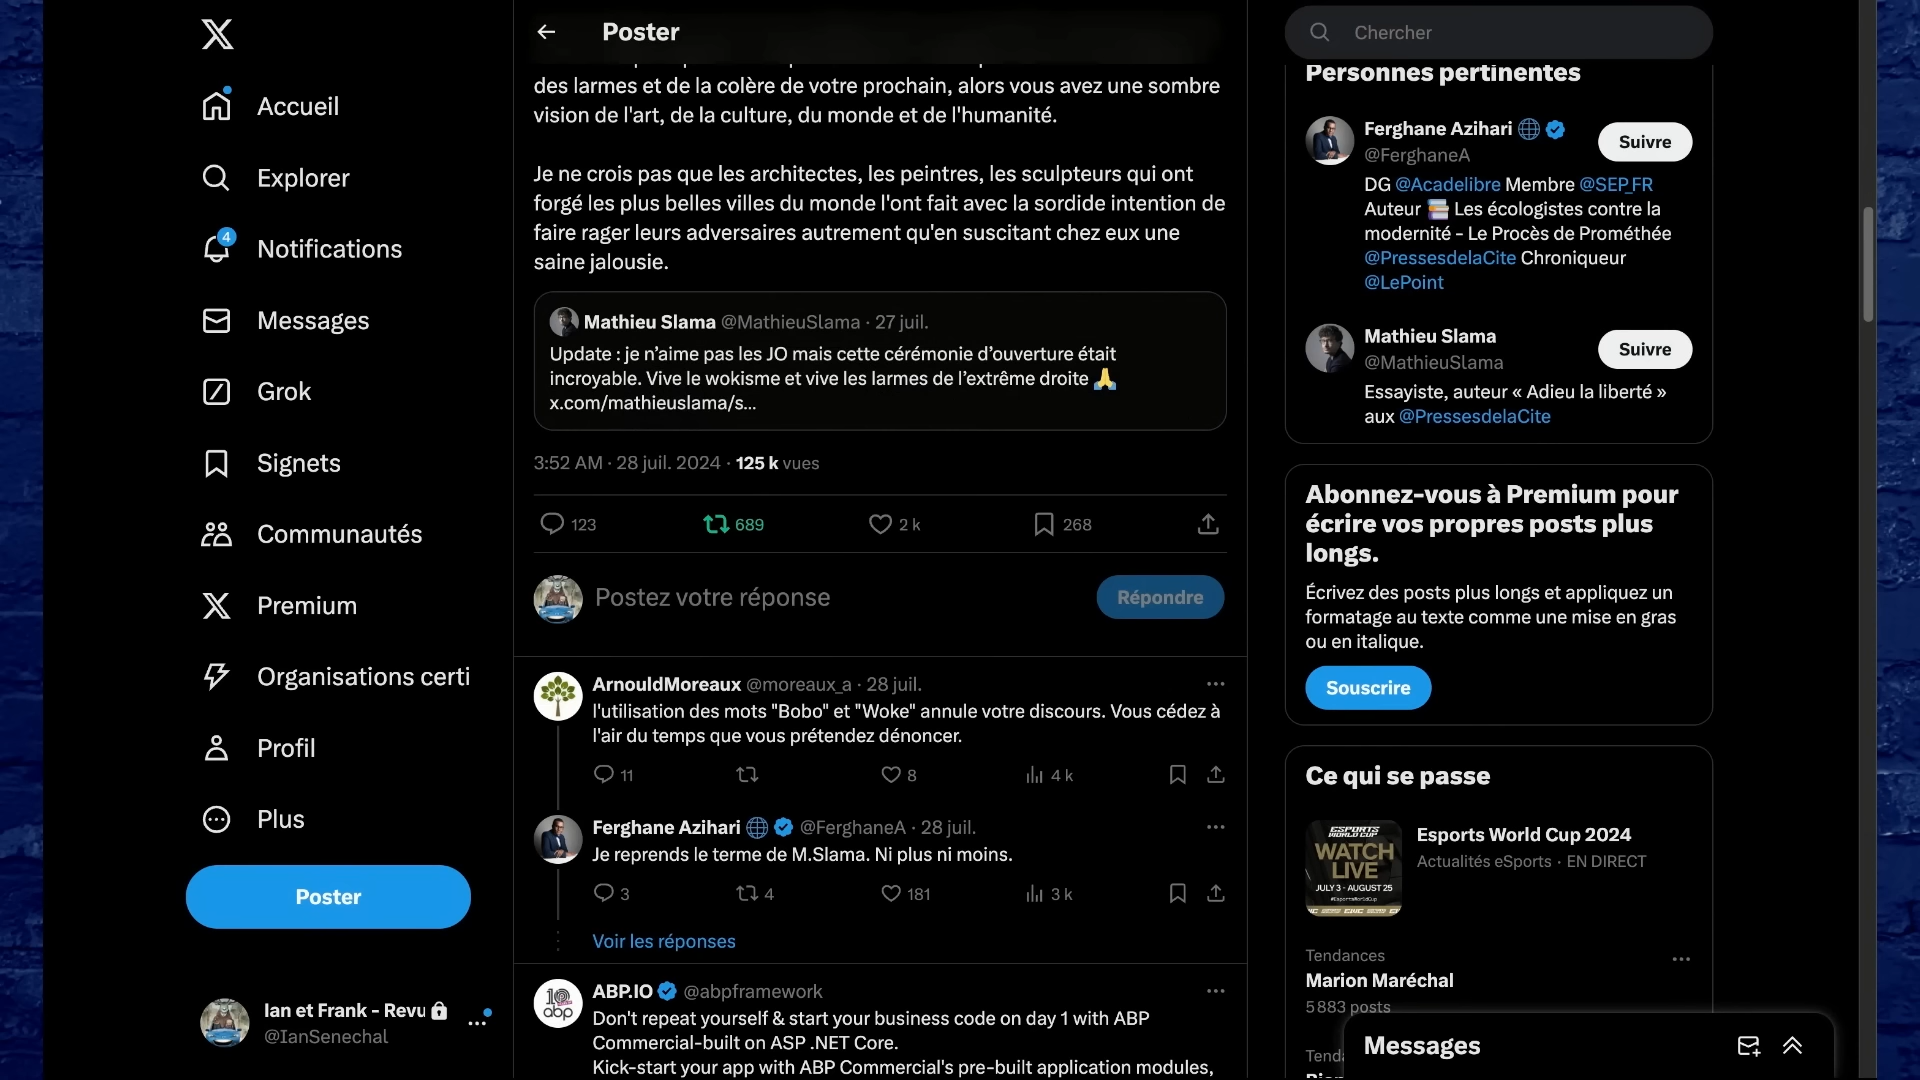 Accueil
Explorer
4
Notifications
Messages
Grok
Signets
Communautés
Premium
Organisations certi
Profil
Plus
Poster
Ian et Frank - Revu
@IanSenechal
Poster
des larmes et de la colère de votre prochain, alors vous avez une sombre
vision de l'art, de la culture, du monde et de l'humanité.
Je ne crois pas que les architectes, les peintres, les sculpteurs qui ont
forgé les plus belles villes du monde l'ont fait avec la sordide intention de
faire rager leurs adversaires autrement qu'en suscitant chez eux une
saine jalousie.
Mathieu Slama @MathieuSlama · 27 juil.
Update : je n’aime pas les JO mais cette cérémonie d’ouverture était
incroyable. Vive le wokisme et vive les larmes de l’extrême droite 🙏
x.com/mathieuslama/s...
3:52 AM · 28 juil. 2024 · 125 k vues
123 689 2 k 268
Postez votre réponse
Répondre
ArnouldMoreaux @moreaux_a · 28 juil.
l'utilisation des mots "Bobo" et "Woke" annule votre discours. Vous cédez à
l'air du temps que vous prétendez dénoncer.
11 8 4 k
Ferghane Azihari @FerghaneA · 28 juil.
Je reprends le terme de M.Slama. Ni plus ni moins.
3 4 181 3 k
Voir les réponses
ABP.IO @abpframework
Don't repeat yourself & start your business code on day 1 with ABP
Commercial-built on ASP .NET Core.
Kick-start your app with ABP Commercial's pre-built application modules,
Chercher
Personnes pertinentes
Ferghane Azihari
@FerghaneA
Suivre
DG @Acadelibre Membre @SEP_FR
Auteur 📚 Les écologistes contre la
modernité - Le Procès de Prométhée
@PressesdelaCite Chroniqueur
@LePoint
Mathieu Slama
@MathieuSlama
Suivre
Essayiste, auteur « Adieu la liberté »
aux @PressesdelaCite
Abonnez-vous à Premium pour
écrire vos propres posts plus
longs.
Écrivez des posts plus longs et appliquez un
formatage au texte comme une mise en gras
ou en italique.
Souscrire
Ce qui se passe
ESPORTS
WORLD CUP
WATCH
LIVE
JULY 3 - AUGUST 25
#EsportsWorldCup
Esports World Cup 2024
Actualités eSports · EN DIRECT
Tendances
Marion Maréchal
5 883 posts
Messages